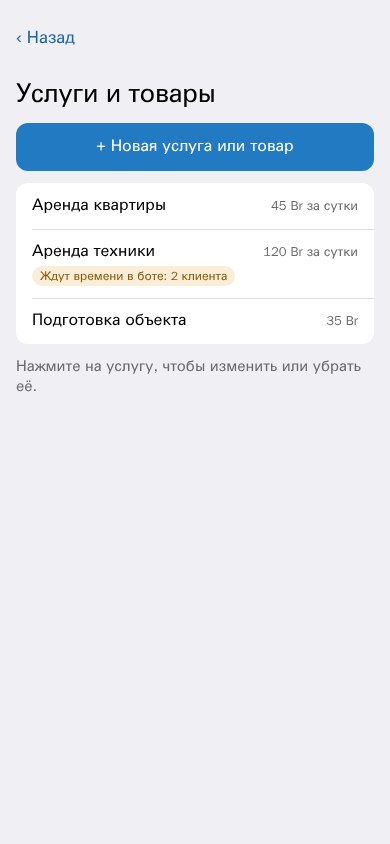 ‹ Назад
Услуги и товары
+ Новая услуга или товар
Аренда квартиры 45 Br за сутки
Аренда техники 120 Br за сутки
Ждут времени в боте: 2 клиента
Подготовка объекта 35 Br
Нажмите на услугу, чтобы изменить или убрать
её.